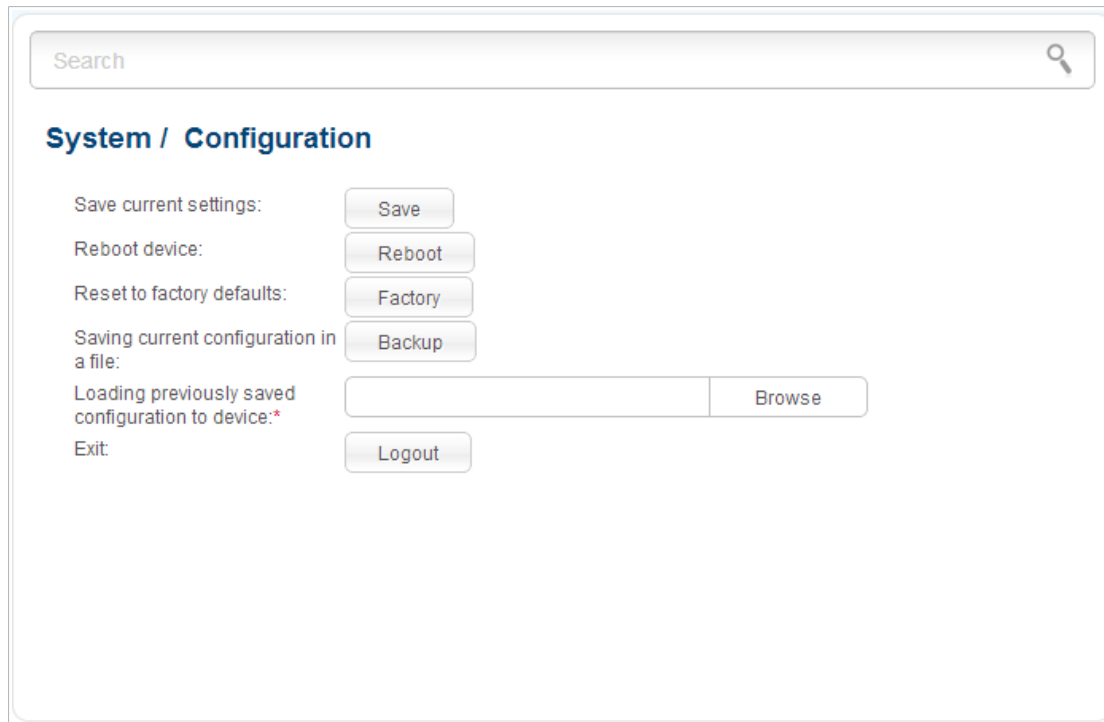 Search
System / Configuration
Save current settings: Save
Reboot device: Reboot
Reset to factory defaults: Factory
Saving current configuration in
a file: Backup
Loading previously saved
configuration to device:* Browse
Exit: Logout